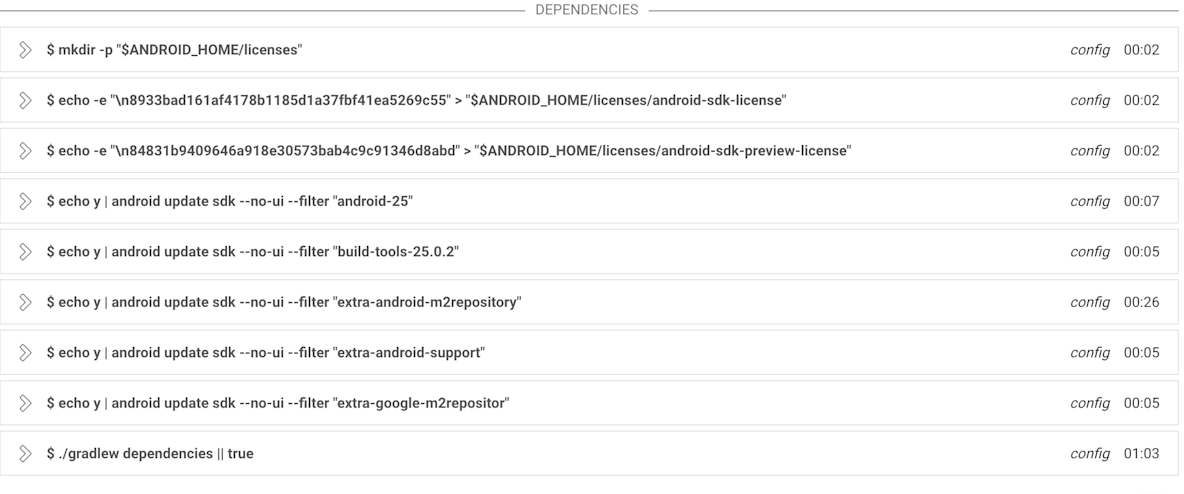 DEPENDENCIES
$ mkdir -p "$ANDROID_HOME/licenses" config 00:02
$ echo -e "\n8933bad161af4178b1185d1a37fbf41ea5269c55" > "$ANDROID_HOME/licenses/android-sdk-license" config 00:02
$ echo -e "\n84831b9409646a918e30573bab4c9c91346d8abd" > "$ANDROID_HOME/licenses/android-sdk-preview-license" config 00:02
$ echo y | android update sdk --no-ui --filter "android-25" config 00:07
$ echo y | android update sdk --no-ui --filter "build-tools-25.0.2" config 00:05
$ echo y | android update sdk --no-ui --filter "extra-android-m2repository" config 00:26
$ echo y | android update sdk --no-ui --filter "extra-android-support" config 00:05
$ echo y | android update sdk --no-ui --filter "extra-google-m2repositor" config 00:05
$ ./gradlew dependencies || true config 01:03